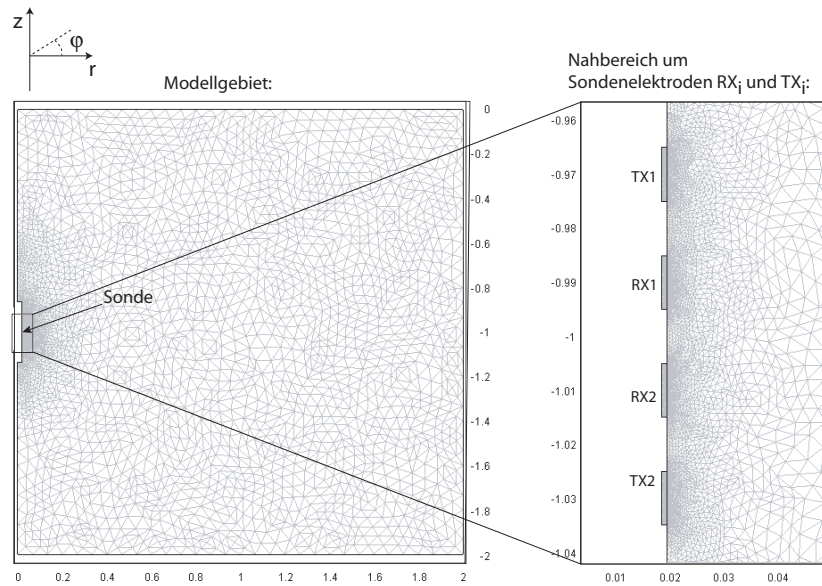 z
φ
r
Modellgebiet:
Nahbereich um
Sondenelektroden RXi und TXi:
0
-0.2
-0.4
-0.6
-0.8
-1
-1.2
-1.4
-1.6
-1.8
-2
Sonde
0 0.2 0.4 0.6 0.8 1 1.2 1.4 1.6 1.8 2
-0.96
-0.97
-0.98
-0.99
-1
-1.01
-1.02
-1.03
-1.04
TX1
RX1
RX2
TX2
0.01 0.02 0.03 0.04